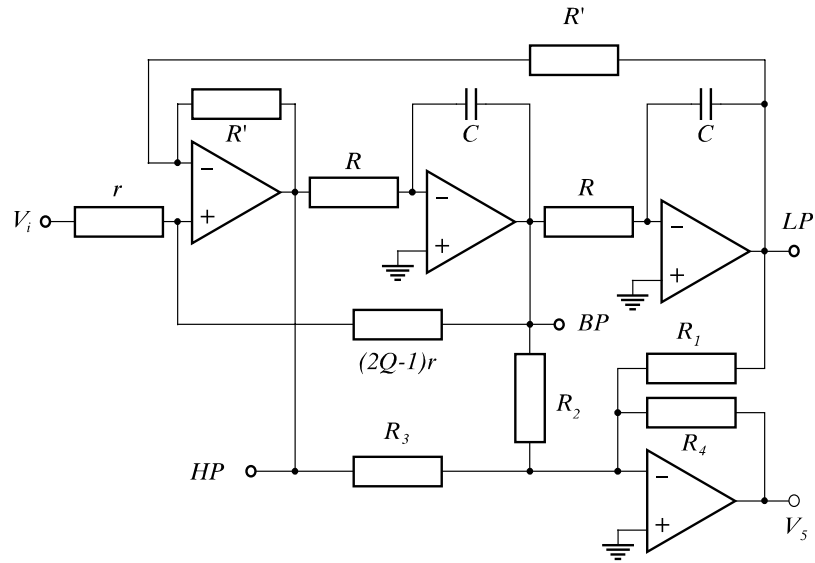 R'
R'
C
C
r
R
R
V_i
LP
BP
(2Q-1)r
R_1
R_2
R_3
R_4
HP
V_5
−
+
−
+
−
+
−
+